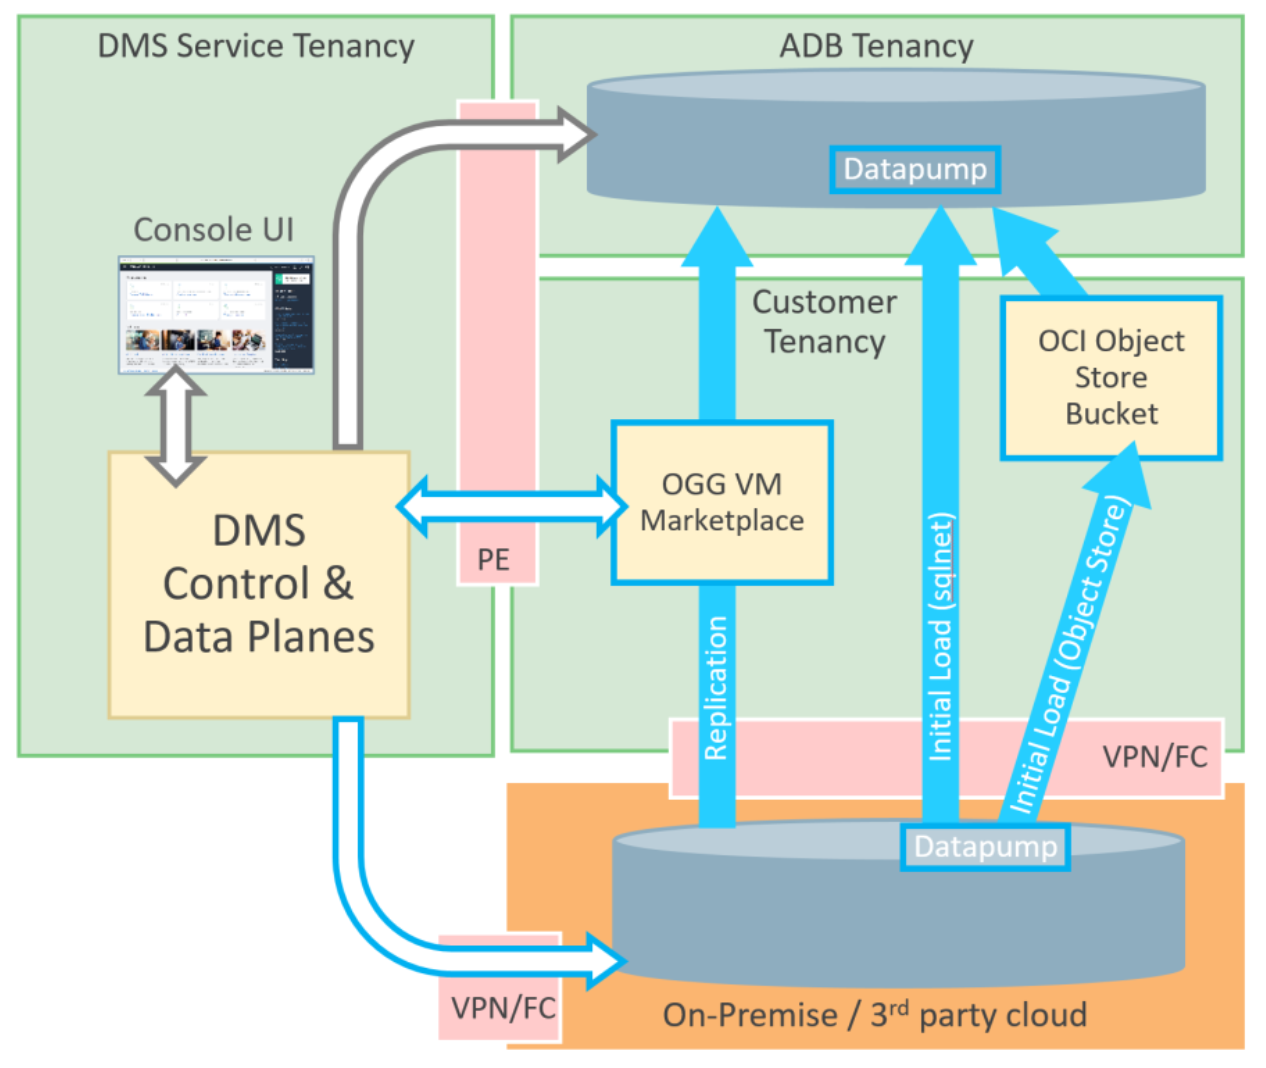 DMS Service Tenancy
ADB Tenancy
Datapump
Console UI
Customer
Tenancy
OCI Object
Store
Bucket
OGG VM
Marketplace
DMS
Control &
Data Planes
PE
Replication
Initial Load (sqlnet)
Initial Load (Object Store)
VPN/FC
Datapump
VPN/FC
On-Premise / 3rd party cloud